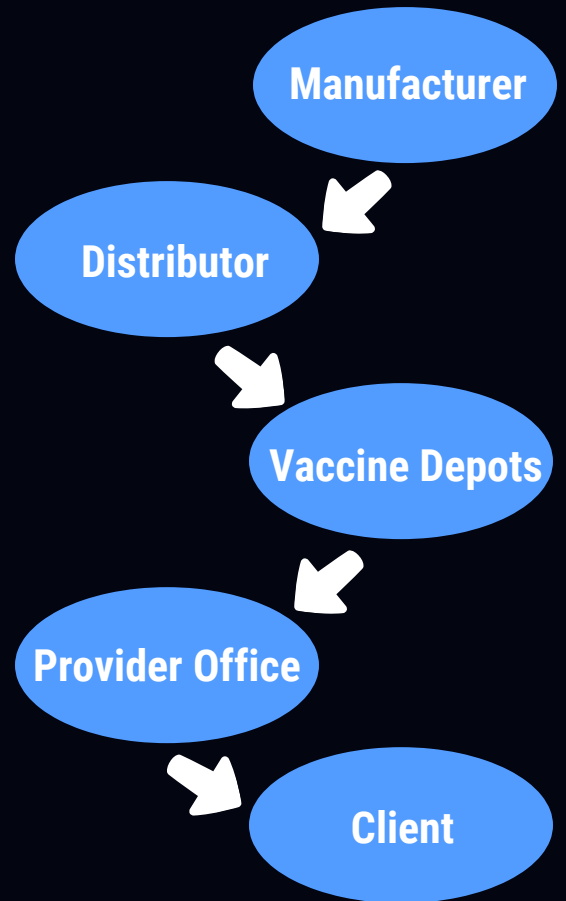 Manufacturer
Distributor
Vaccine Depots
Provider Office
Client